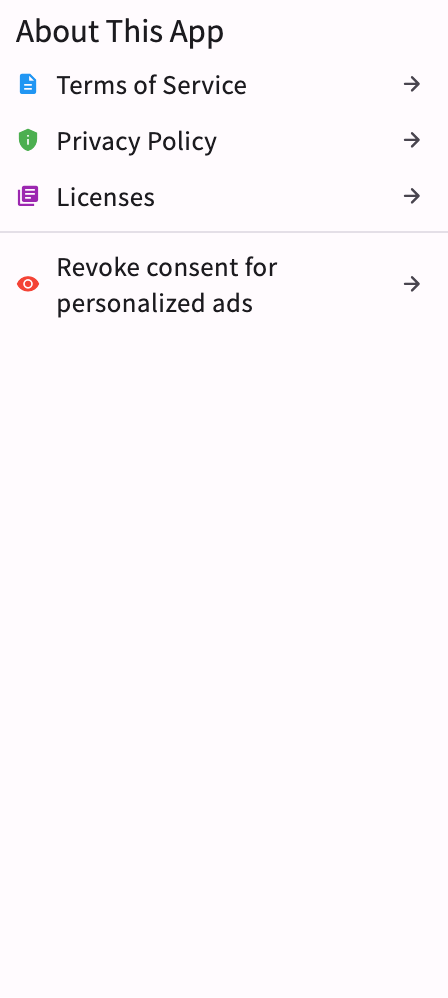 About This App
Terms of Service
Privacy Policy
Licenses
Revoke consent for
personalized ads